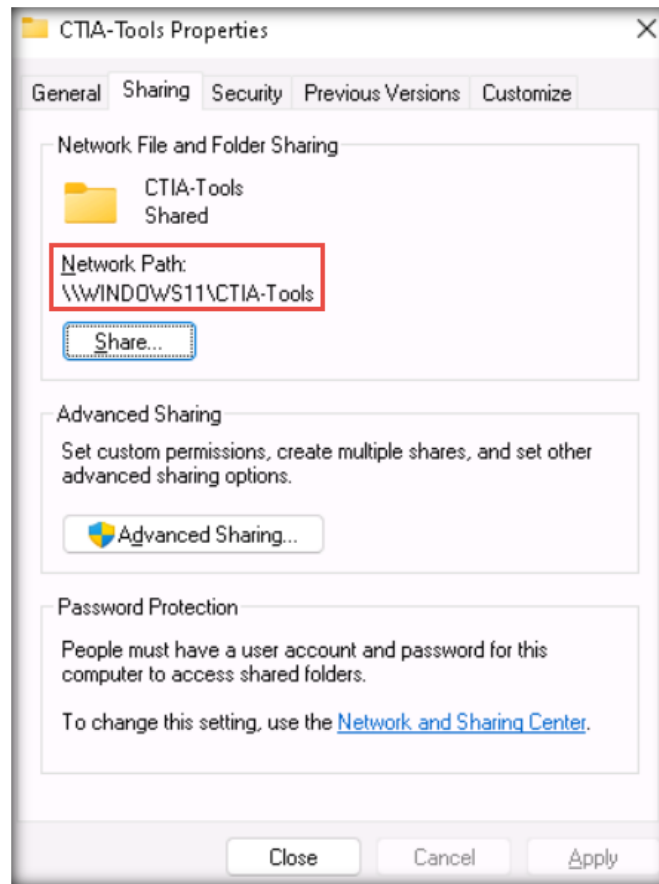 CTIA-Tools Properties
General Sharing Security Previous Versions Customize
Network File and Folder Sharing
CTIA-Tools
Shared
Network Path:
\\WINDOWS11\CTIA-Tools
Share...
Advanced Sharing
Set custom permissions, create multiple shares, and set other
advanced sharing options.
Advanced Sharing...
Password Protection
People must have a user account and password for this
computer to access shared folders.
To change this setting, use the Network and Sharing Center.
Close Cancel Apply